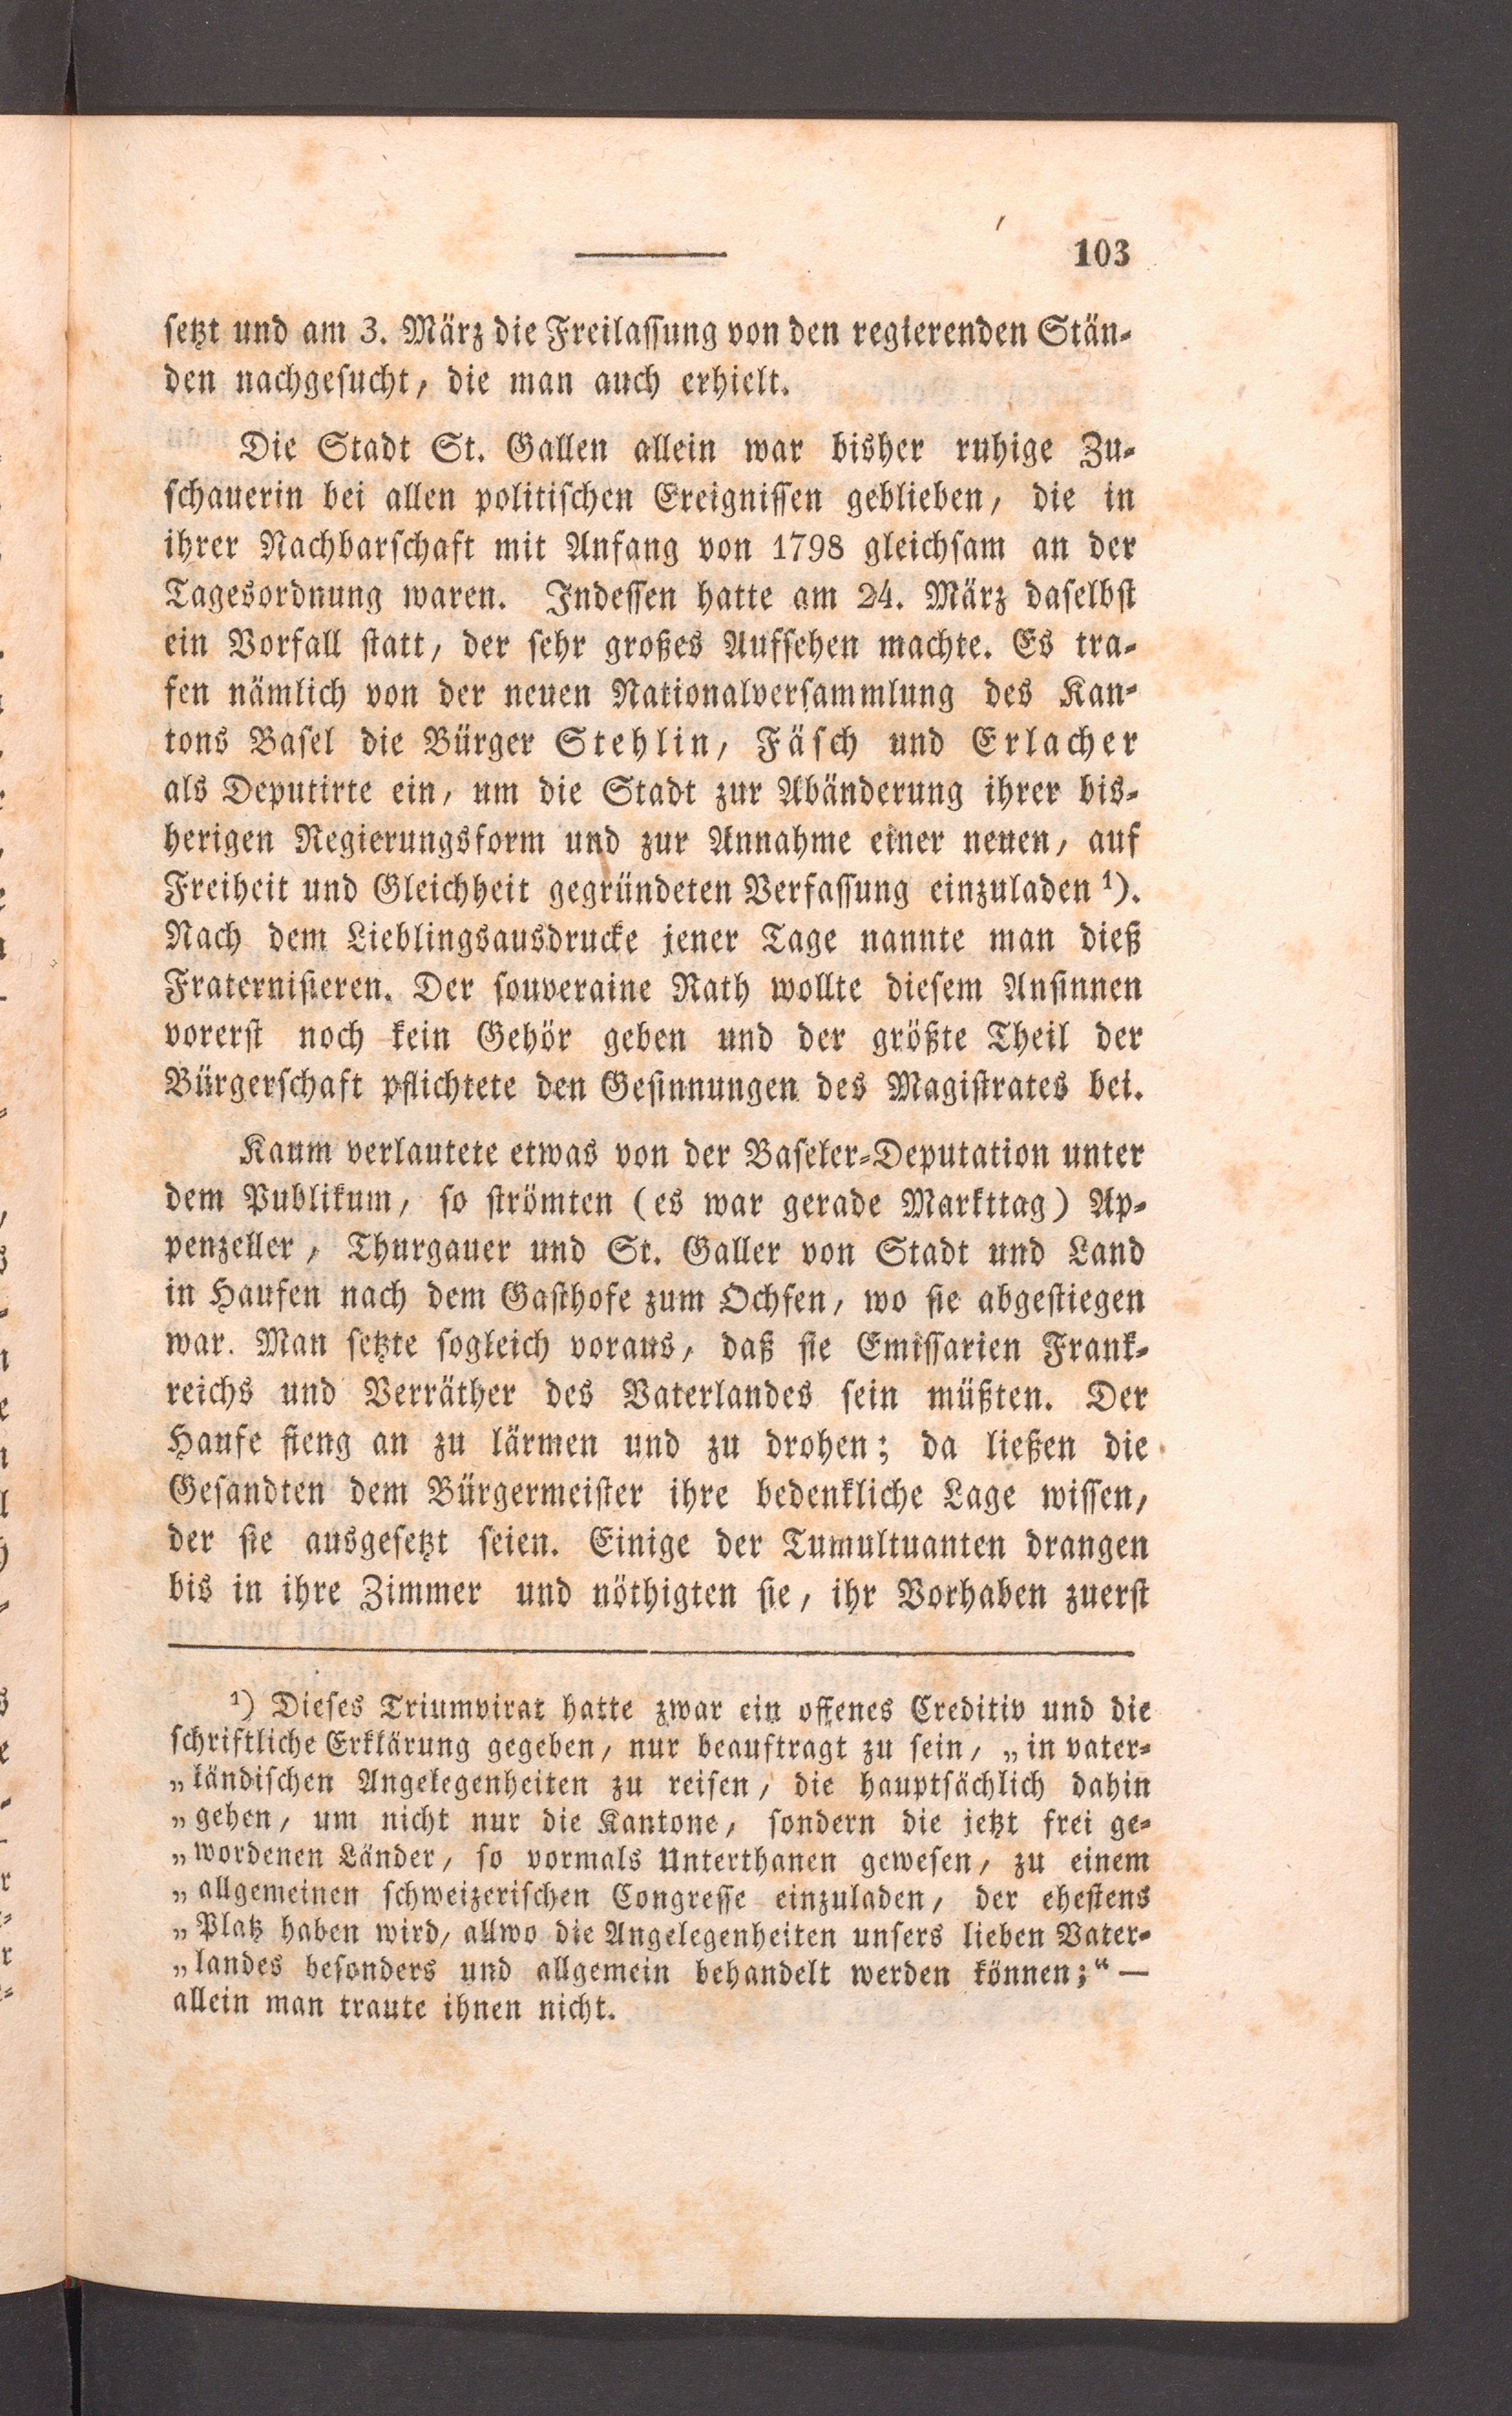 103
setzt und am 3. März die Freilassung von den regierenden Stän-
den nachgesucht, die man auch erhielt.
Die Stadt St. Gallen allein war bisher ruhige Zu-
schauerin bei allen politischen Ereignissen geblieben, die in
ihrer Nachbarschaft mit Anfang von 1798 gleichsam an der
Tagesordnung waren. Indessen hatte am 24. März daselbst
ein Vorfall statt, der sehr großes Aufsehen machte. Es tra-
fen nämlich von der neuen Nationalversammlung des Kan-
tons Basel die Bürger Stehlin, Fäsch und Erlacher
als Deputirte ein, um die Stadt zur Abänderung ihrer bis-
herigen Regierungsform und zur Annahme einer neuen, auf
Freiheit und Gleichheit gegründeten Verfassung einzuladen ¹).
Nach dem Lieblingsausdrucke jener Tage nannte man dieß
Fraternisieren. Der souveraine Rath wollte diesem Ansinnen
vorerst noch kein Gehör geben und der größte Theil der
Bürgerschaft pflichtete den Gesinnungen des Magistrates bei.
Kaum verlautete etwas von der Baseler-Deputation unter
dem Publikum, so strömten (es war gerade Markttag) Ap-
penzeller, Thurgauer und St. Galler von Stadt und Land
in Haufen nach dem Gasthofe zum Ochsen, wo sie abgestiegen
war. Man setzte sogleich voraus, daß sie Emissarien Frank-
reichs und Verräther des Vaterlandes sein müßten. Der
Haufe fieng an zu lärmen und zu drohen; da ließen die
Gesandten dem Bürgermeister ihre bedenkliche Lage wissen,
der sie ausgesetzt seien. Einige der Tumultuanten drangen
bis in ihre Zimmer und nöthigten sie, ihr Vorhaben zuerst
¹) Dieses Triumvirat hatte zwar ein offenes Creditiv und die
schriftliche Erklärung gegeben, nur beauftragt zu sein, „in vater-
„ländischen Angelegenheiten zu reisen, die hauptsächlich dahin
„gehen, um nicht nur die Kantone, sondern die jetzt frei ge-
„wordenen Länder, so vormals Unterthanen gewesen, zu einem
„allgemeinen schweizerischen Congresse einzuladen, der ehestens
„Platz haben wird, allwo die Angelegenheiten unsers lieben Vater-
„landes besonders und allgemein behandelt werden können;“ —
allein man traute ihnen nicht.